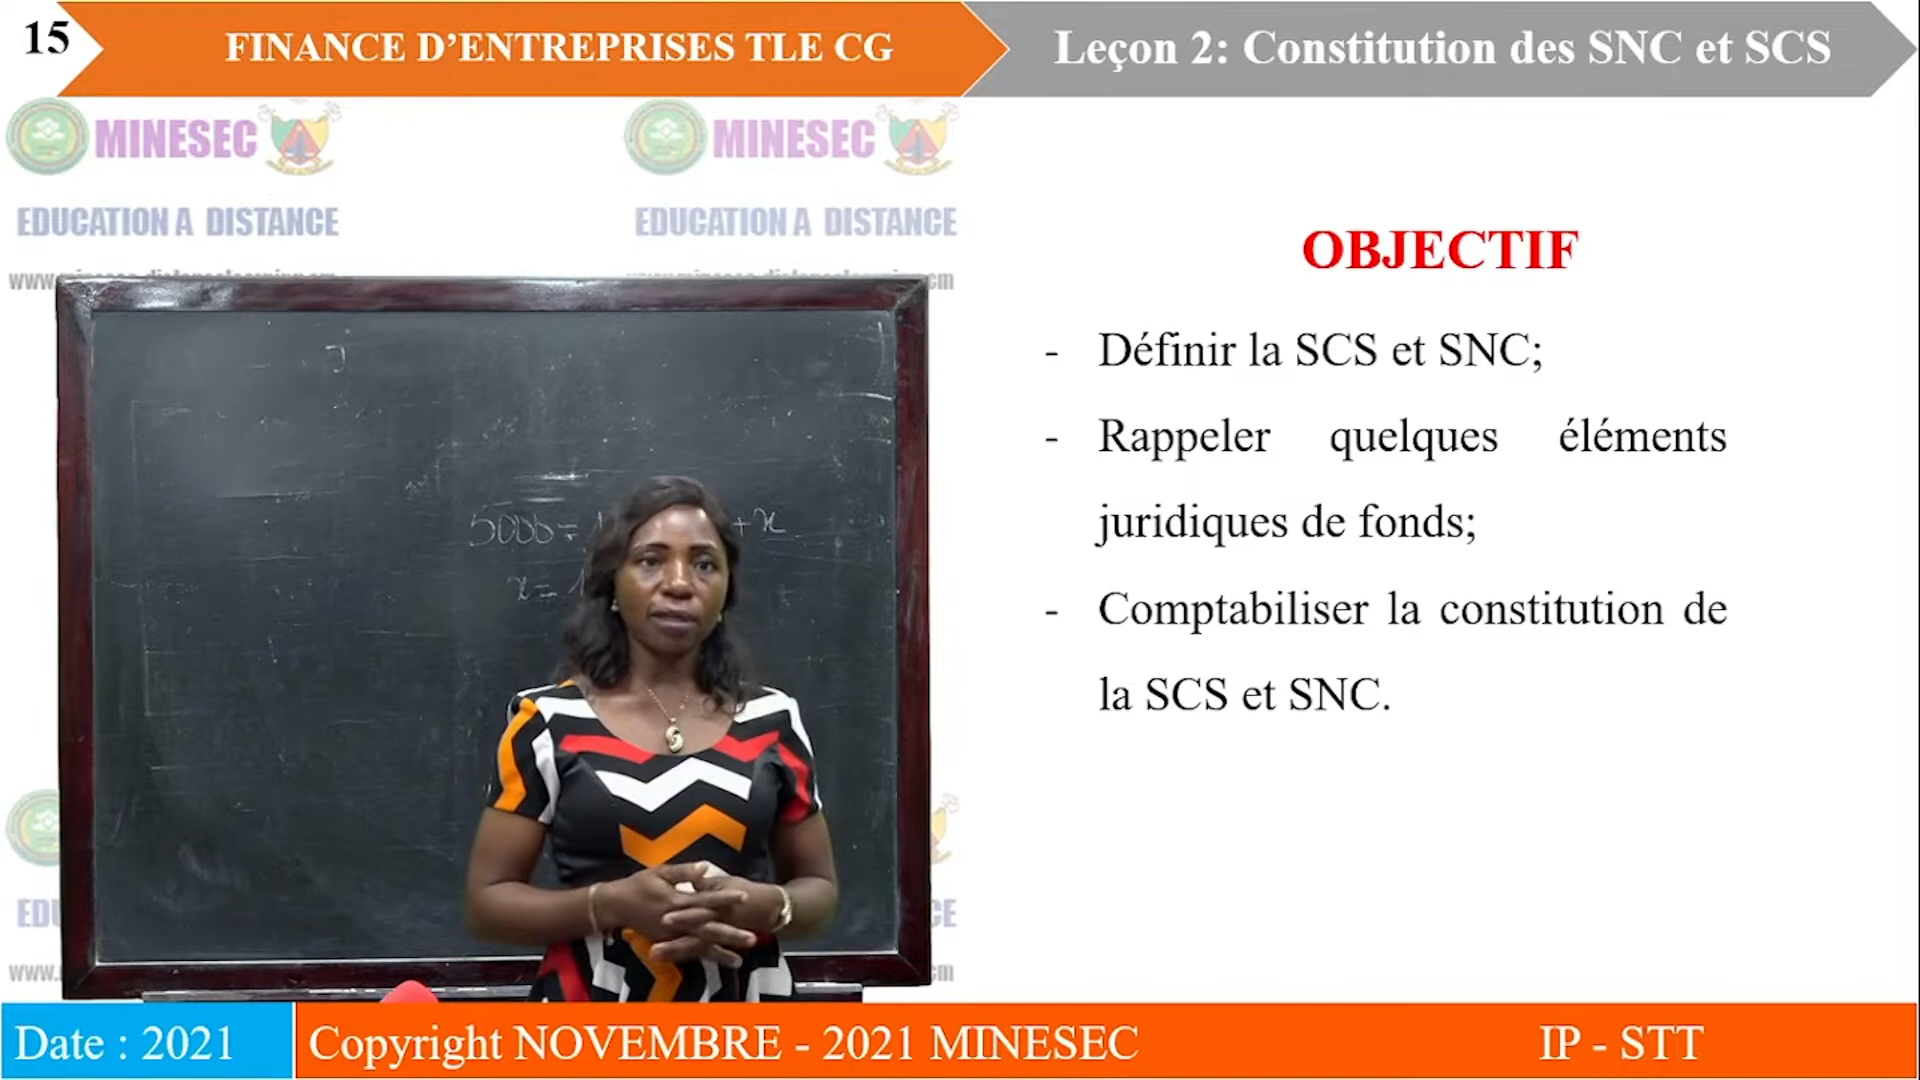 15
FINANCE D’ENTREPRISES TLE CG
Leçon 2: Constitution des SNC et SCS
MINESEC
MINESEC
EDUCATION A DISTANCE
EDUCATION A DISTANCE
OBJECTIF
- Définir la SCS et SNC;
- Rappeler quelques éléments
juridiques de fonds;
- Comptabiliser la constitution de
la SCS et SNC.
5000 =
+ x
x =
Date : 2021
Copyright NOVEMBRE - 2021 MINESEC
IP - STT